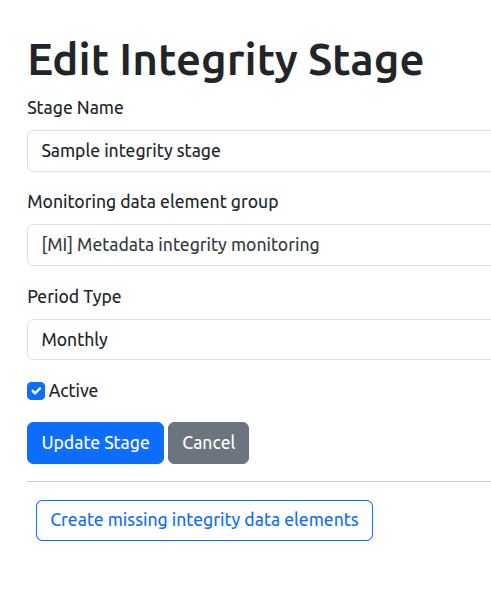 Edit Integrity Stage
Stage Name
Sample integrity stage
Monitoring data element group
[MI] Metadata integrity monitoring
Period Type
Monthly
Active
Update Stage Cancel
Create missing integrity data elements